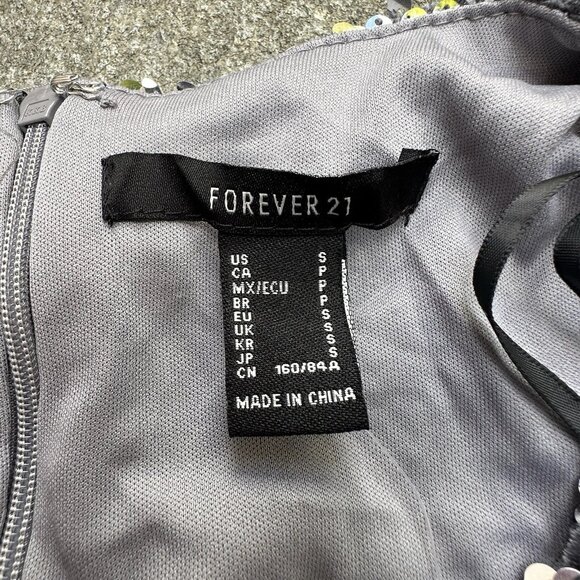 FOREVER 21
US S
CA P
MX/ECU P
BR P
EU S
UK S
KR S
JP S
CN 160/84A
MADE IN CHINA